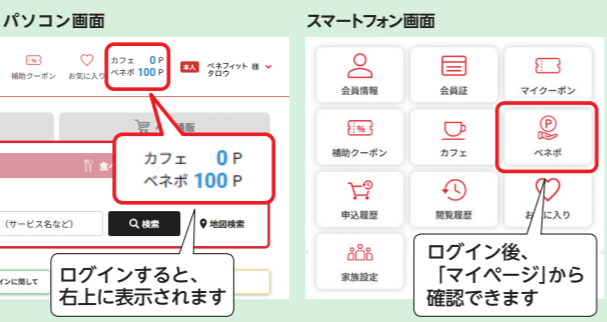 パソコン画面
補助クーポン
お気に入り
カフェ 0 P
ベネポ 100 P
本人
ベネフィット 様
タロウ
通販
食べ
カフェ 0 P
ベネポ 100 P
(サービス名など)
検索
地図検索
インに関して
ログインすると、
右上に表示されます
スマートフォン画面
会員情報
会員証
マイクーポン
補助クーポン
カフェ
ベネポ
申込履歴
閲覧履歴
お気に入り
家族設定
ログイン後、
「マイページ」から
確認できます